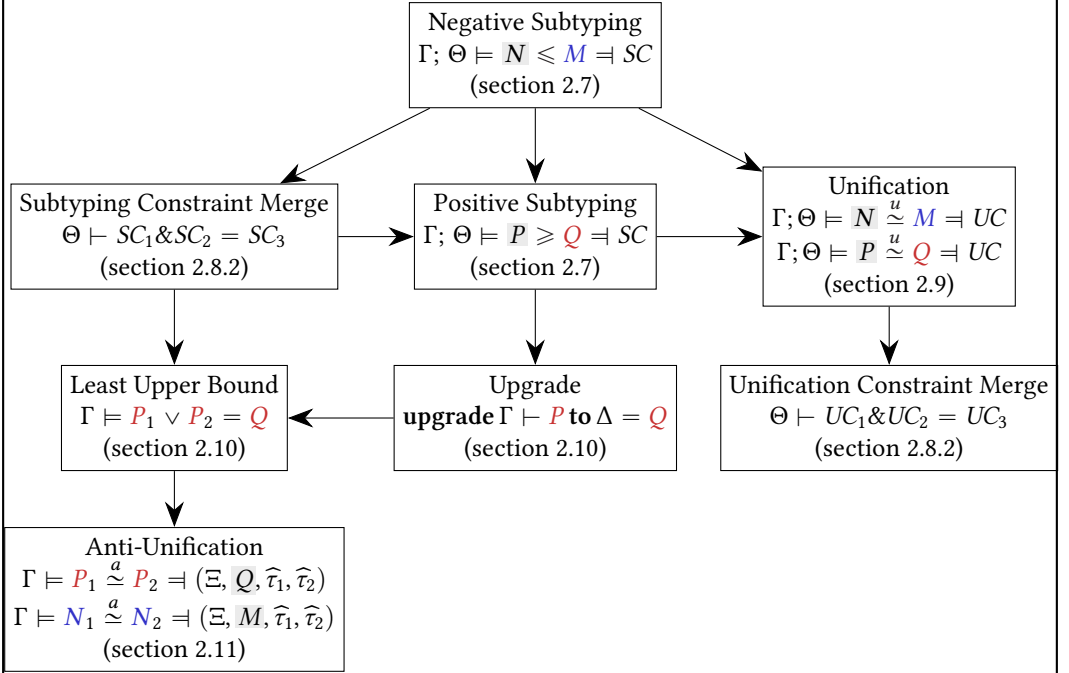 Negative Subtyping
Γ; Θ ⊨ N ⩽ M ⫤ SC
(section 2.7)
Subtyping Constraint Merge
Θ ⊢ SC₁&SC₂ = SC₃
(section 2.8.2)
Positive Subtyping
Γ; Θ ⊨ P ⩾ Q ⫤ SC
(section 2.7)
Unification
Γ;Θ ⊨ N ≃ᵘ M ⫤ UC
Γ;Θ ⊨ P ≃ᵘ Q ⫤ UC
(section 2.9)
Least Upper Bound
Γ ⊨ P₁ ∨ P₂ = Q
(section 2.10)
Upgrade
upgrade Γ ⊢ P to Δ = Q
(section 2.10)
Unification Constraint Merge
Θ ⊢ UC₁&UC₂ = UC₃
(section 2.8.2)
Anti-Unification
Γ ⊨ P₁ ≃ᵃ P₂ ⫤ (Ξ, Q, τ̂₁, τ̂₂)
Γ ⊨ N₁ ≃ᵃ N₂ ⫤ (Ξ, M, τ̂₁, τ̂₂)
(section 2.11)